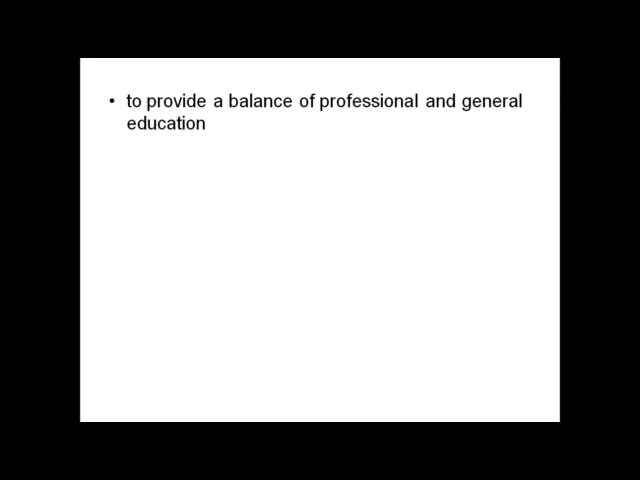 • to provide a balance of professional and general
education